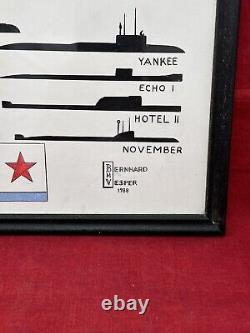 YANKEE
ECHO I
HOTEL II
NOVEMBER
BERNHARD
VESPER
1988